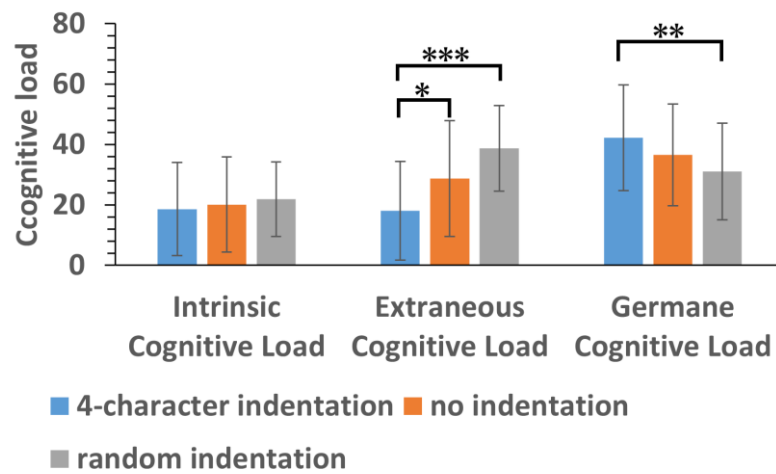 80
60
40
20
0
Ccognitive load
***
*
**
Intrinsic
Cognitive Load
Extraneous
Cognitive Load
Germane
Cognitive Load
4-character indentation
no indentation
random indentation